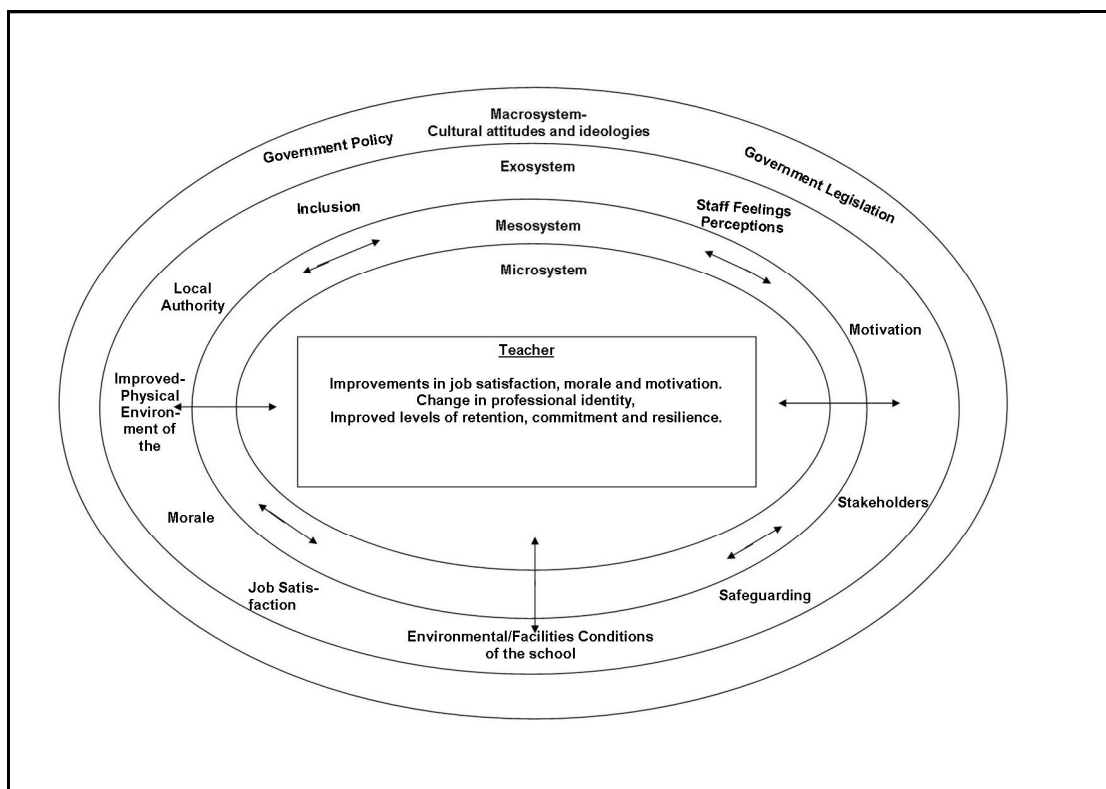 Macrosystem-
Cultural attitudes and ideologies
Government Policy
Government Legislation
Exosystem
Inclusion
Staff Feelings
Perceptions
Mesosystem
Microsystem
Local
Authority
Motivation
Teacher
Improvements in job satisfaction, morale and motivation.
Change in professional identity,
Improved levels of retention, commitment and resilience.
Improved-
Physical
Environ-
ment of
the
Morale
Stakeholders
Job Satis-
faction
Safeguarding
Environmental/Facilities Conditions
of the school